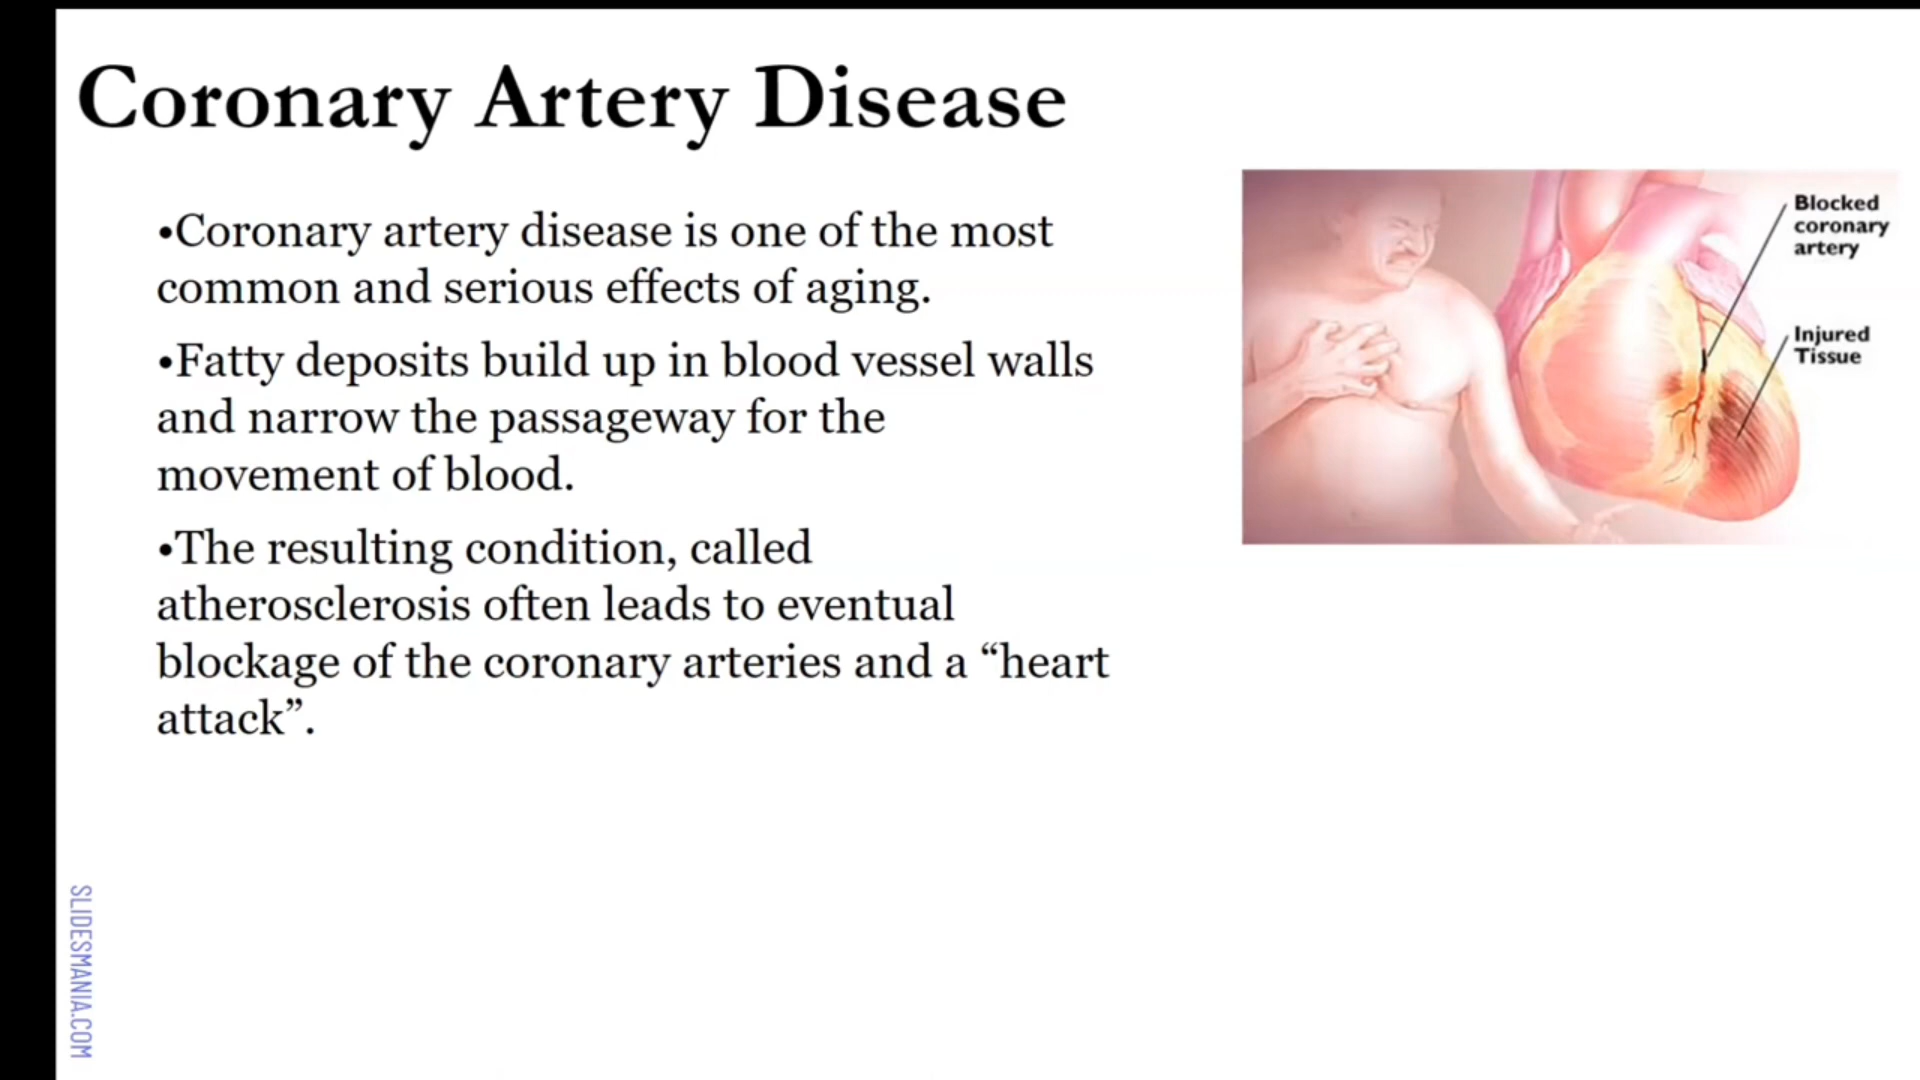 Coronary Artery Disease
•Coronary artery disease is one of the most
common and serious effects of aging.
•Fatty deposits build up in blood vessel walls
and narrow the passageway for the
movement of blood.
•The resulting condition, called
atherosclerosis often leads to eventual
blockage of the coronary arteries and a “heart
attack”.
Blocked
coronary
artery
Injured
Tissue
SLIDESMANIA.COM